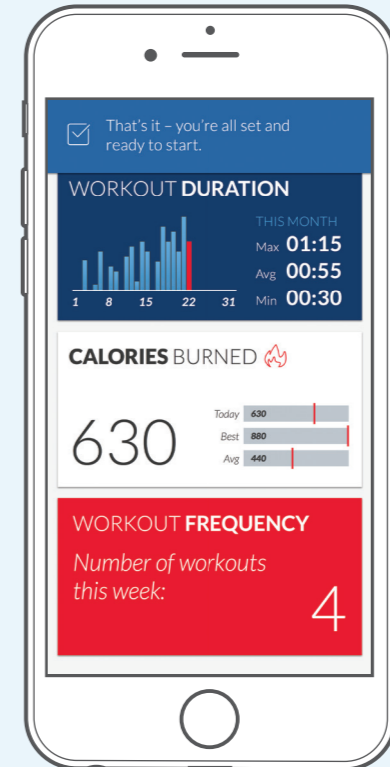 That's it – you're all set and
ready to start.
WORKOUT DURATION
THIS MONTH
Max 01:15
Avg 00:55
Min 00:30
1 8 15 22 31
CALORIES BURNED
630
Today 630
Best 880
Avg 440
WORKOUT FREQUENCY
Number of workouts
this week:
4